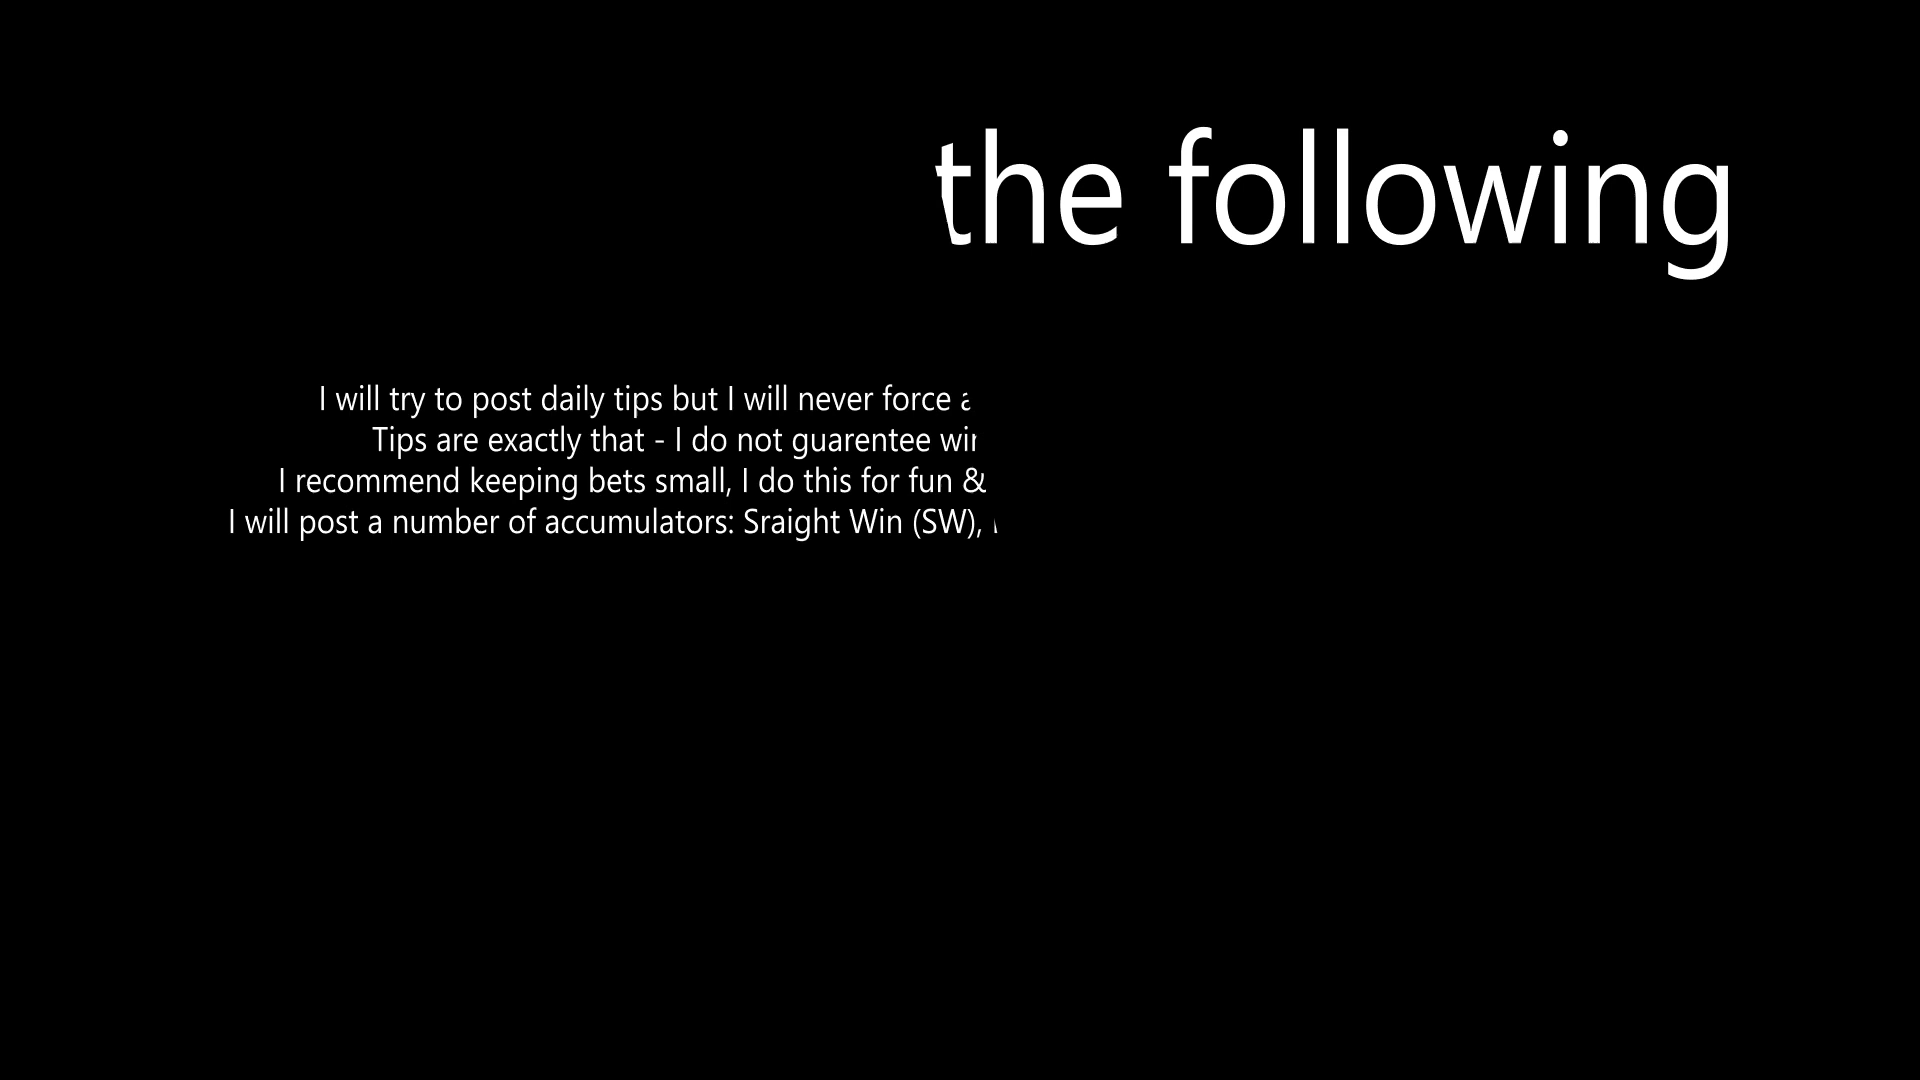 the following
I will try to post daily tips but I will never force
Tips are exactly that - I do not guarentee
I recommend keeping bets small, I do this for fun &
I will post a number of accumulators: Sraight Win (SW),